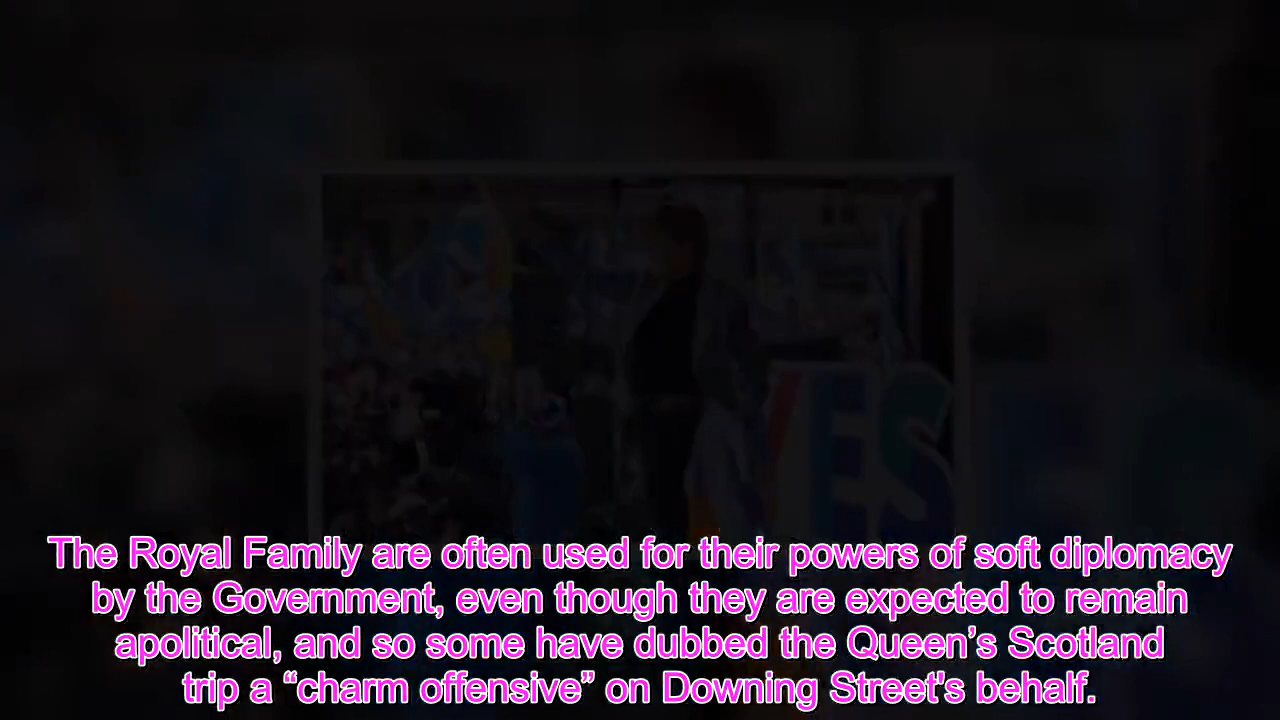 YES
The Royal Family are often used for their powers of soft diplomacy
by the Government, even though they are expected to remain
apolitical, and so some have dubbed the Queen’s Scotland
trip a “charm offensive” on Downing Street's behalf.